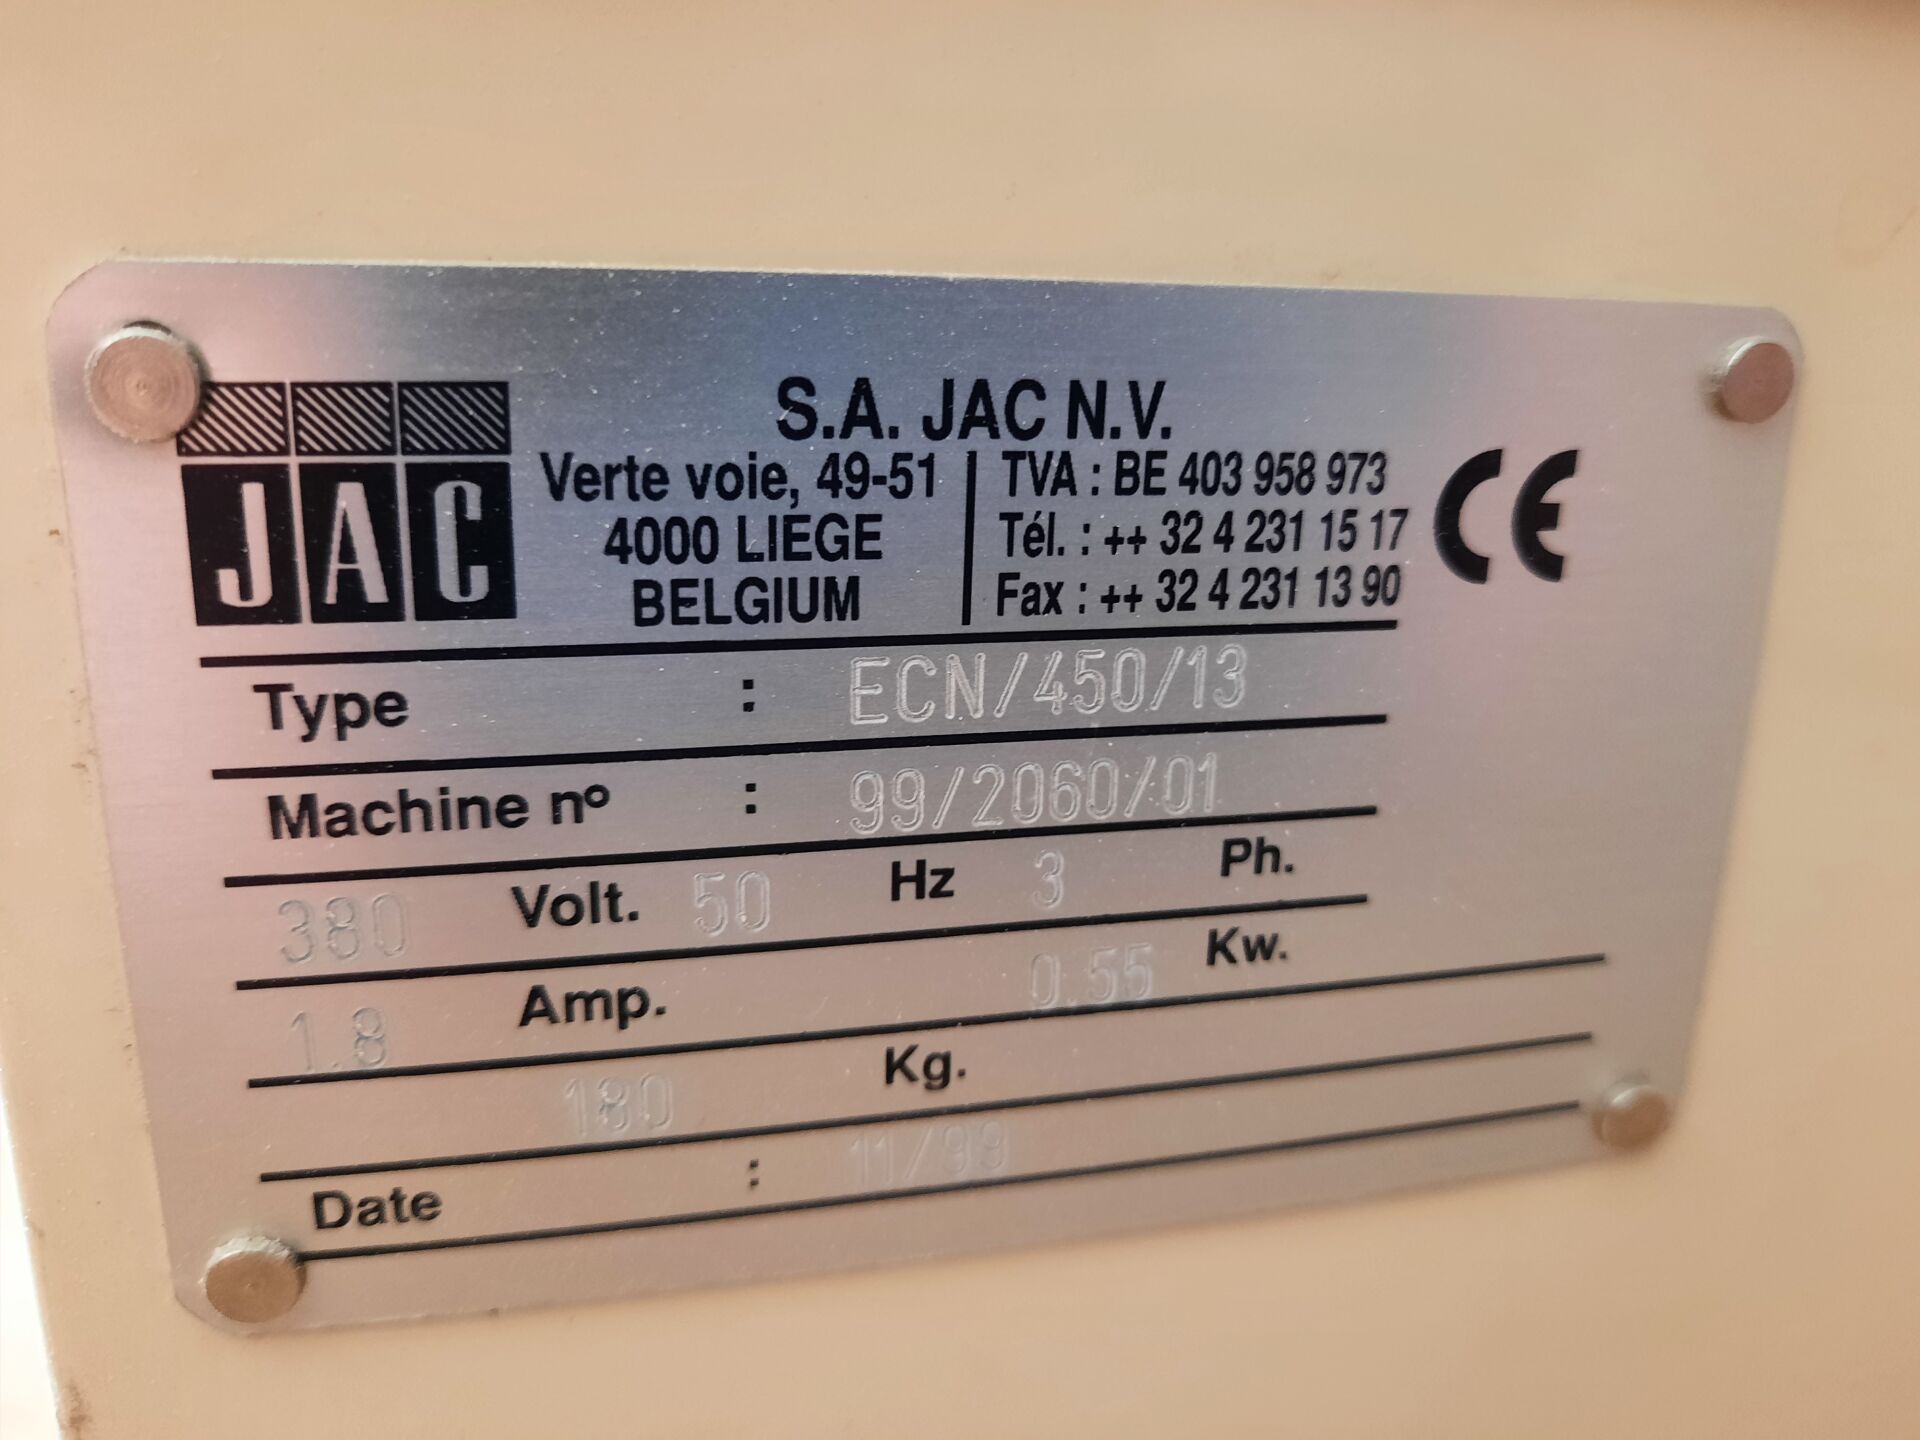 JAC
S.A. JAC N.V.
Verte voie, 49-51
4000 LIEGE
BELGIUM
TVA : BE 403 958 973
Tél. : ++ 32 4 231 15 17
Fax : ++ 32 4 231 13 90
CE
Type : ECN/450/13
Machine nº : 99/2060/01
380 Volt. 50 Hz 3 Ph.
1.8 Amp. 0.55 Kw.
180 Kg.
Date : 11/99